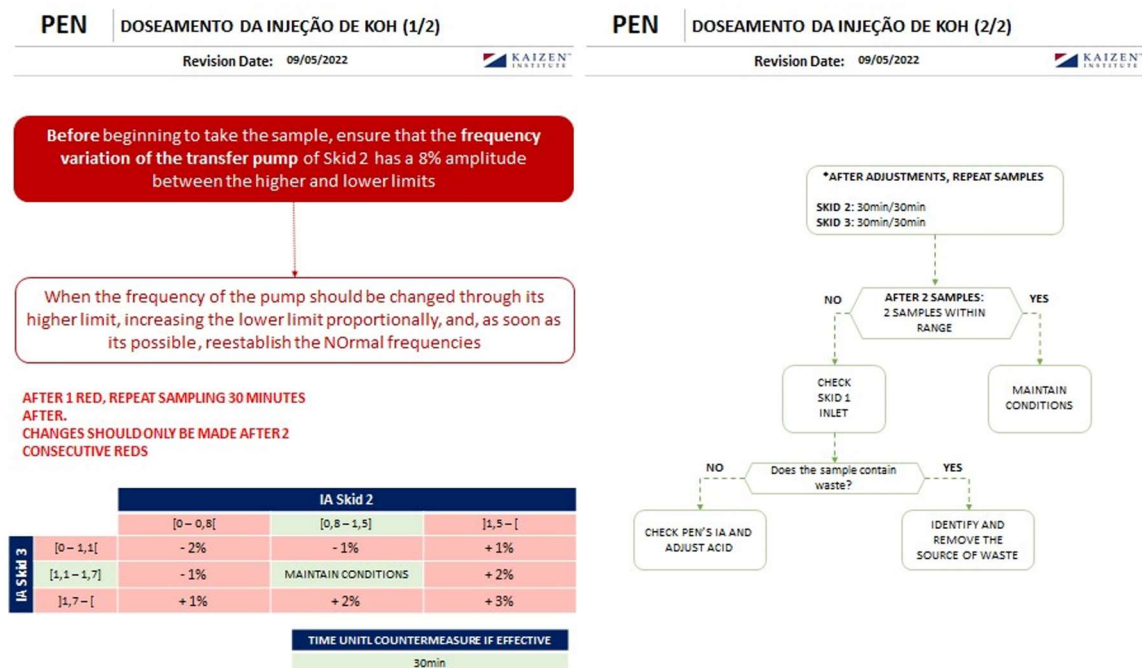 PEN DOSEAMENTO DA INJEÇÃO DE KOH (1/2)
Revision Date: 09/05/2022
KAIZEN™
INSTITUTE
Before beginning to take the sample, ensure that the frequency
variation of the transfer pump of Skid 2 has a 8% amplitude
between the higher and lower limits
When the frequency of the pump should be changed through its
higher limit, increasing the lower limit proportionally, and, as soon as
its possible, reestablish the NOrmal frequencies
AFTER 1 RED, REPEAT SAMPLING 30 MINUTES
AFTER.
CHANGES SHOULD ONLY BE MADE AFTER 2
CONSECUTIVE REDS
IA Skid 2
[0 – 0,8[ [0,8 – 1,5] ]1,5 – [
IA Skid 3
[0 – 1,1[ - 2% - 1% + 1%
[1,1 – 1,7] - 1% MAINTAIN CONDITIONS + 2%
]1,7 – [ + 1% + 2% + 3%
TIME UNITL COUNTERMEASURE IF EFFECTIVE
30min
PEN DOSEAMENTO DA INJEÇÃO DE KOH (2/2)
Revision Date: 09/05/2022
KAIZEN™
INSTITUTE
*AFTER ADJUSTMENTS, REPEAT SAMPLES
SKID 2: 30min/30min
SKID 3: 30min/30min
NO
AFTER 2 SAMPLES:
2 SAMPLES WITHIN
RANGE
YES
CHECK
SKID 1
INLET
MAINTAIN
CONDITIONS
NO
Does the sample contain
waste?
YES
CHECK PEN'S IA AND
ADJUST ACID
IDENTIFY AND
REMOVE THE
SOURCE OF WASTE